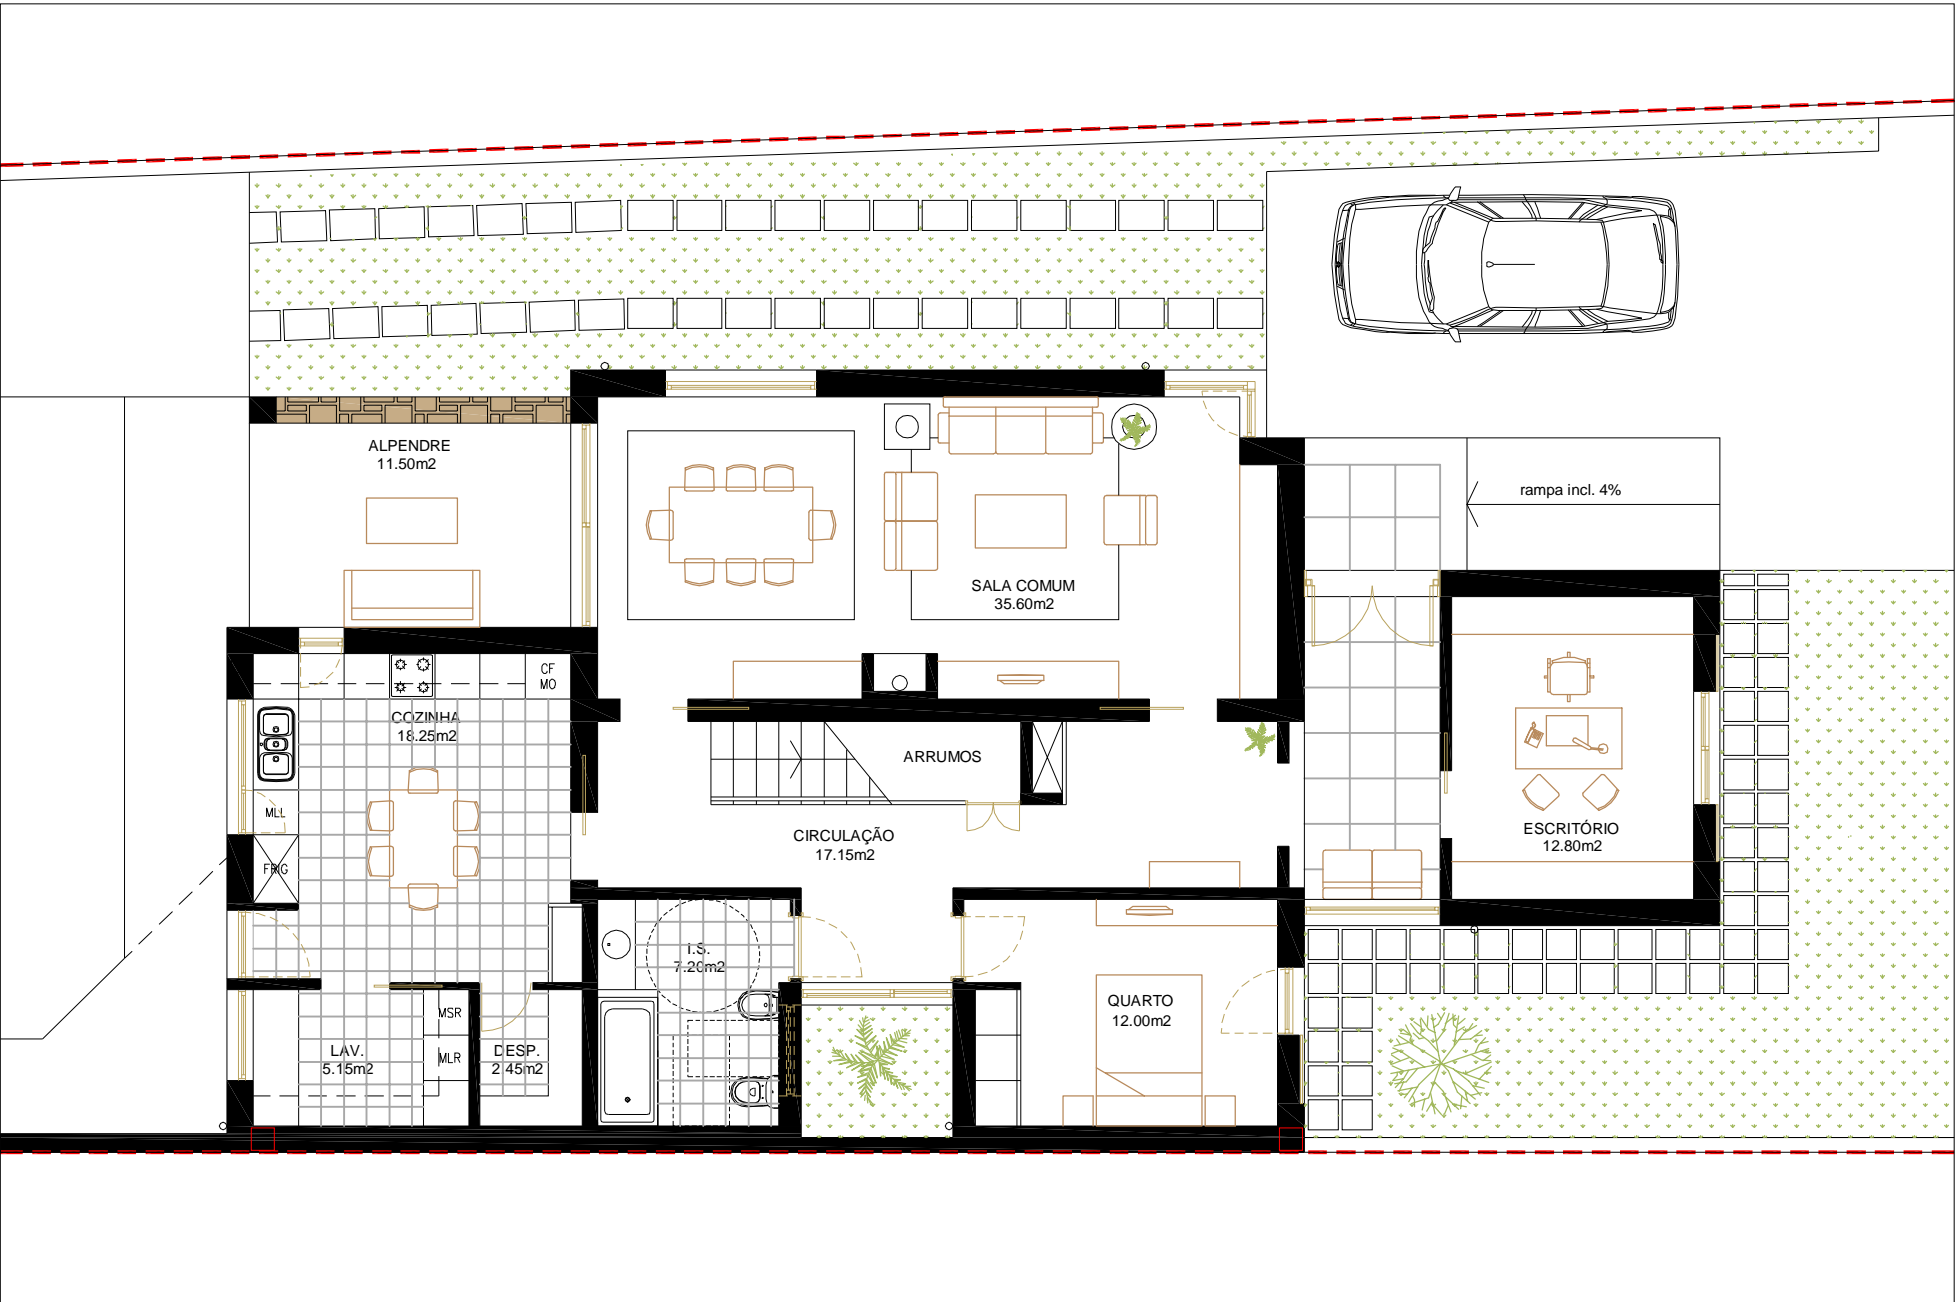 ALPENDRE
11.50m2
rampa incl. 4%
SALA COMUM
35.60m2
CF
MO
COZINHA
18.25m2
ARRUMOS
MLL
CIRCULAÇÃO
17.15m2
ESCRITÓRIO
12.80m2
FRIG
I.S.
7.20m2
QUARTO
12.00m2
MSR
LAV.
5.15m2
MLR
DESP.
2.45m2